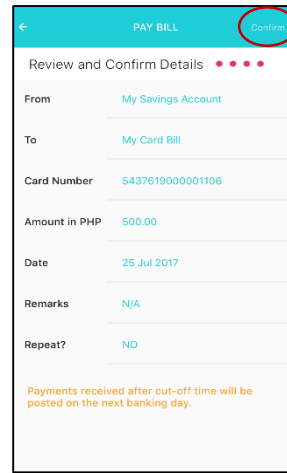 PAY BILL Confirm
Review and Confirm Details
From My Savings Account
To My Card Bill
Card Number 5437619000001106
Amount in PHP 500.00
Date 25 Jul 2017
Remarks N/A
Repeat? NO
Payments received after cut-off time will be
posted on the next banking day.